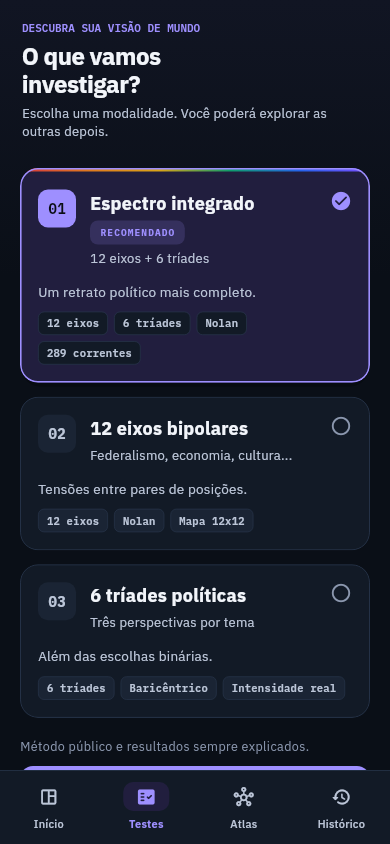 DESCUBRA SUA VISÃO DE MUNDO
O que vamos
investigar?
Escolha uma modalidade. Você poderá explorar as
outras depois.
01
Espectro integrado
RECOMENDADO
12 eixos + 6 tríades
Um retrato político mais completo.
12 eixos
6 tríades
Nolan
289 correntes
02
12 eixos bipolares
Federalismo, economia, cultura...
Tensões entre pares de posições.
12 eixos
Nolan
Mapa 12x12
03
6 tríades políticas
Três perspectivas por tema
Além das escolhas binárias.
6 tríades
Baricêntrico
Intensidade real
Método público e resultados sempre explicados.
Início
Testes
Atlas
Histórico